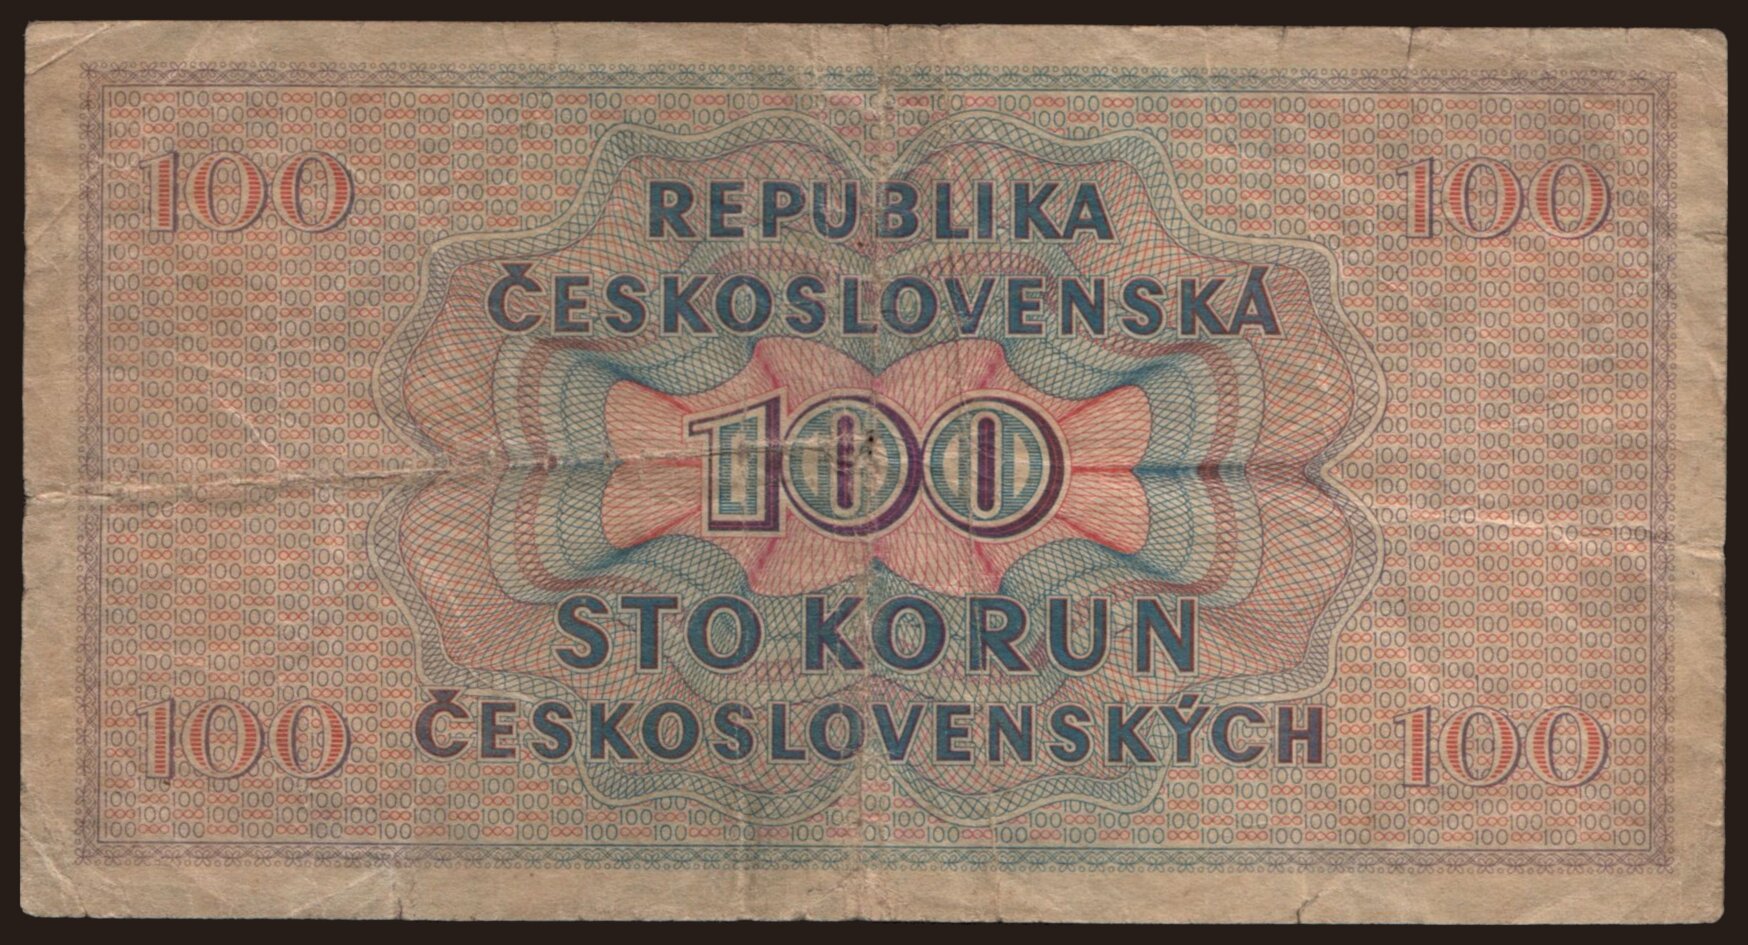 100 100
REPUBLIKA
ČESKOSLOVENSKÁ
100
STO KORUN
ČESKOSLOVENSKÝCH
100 100